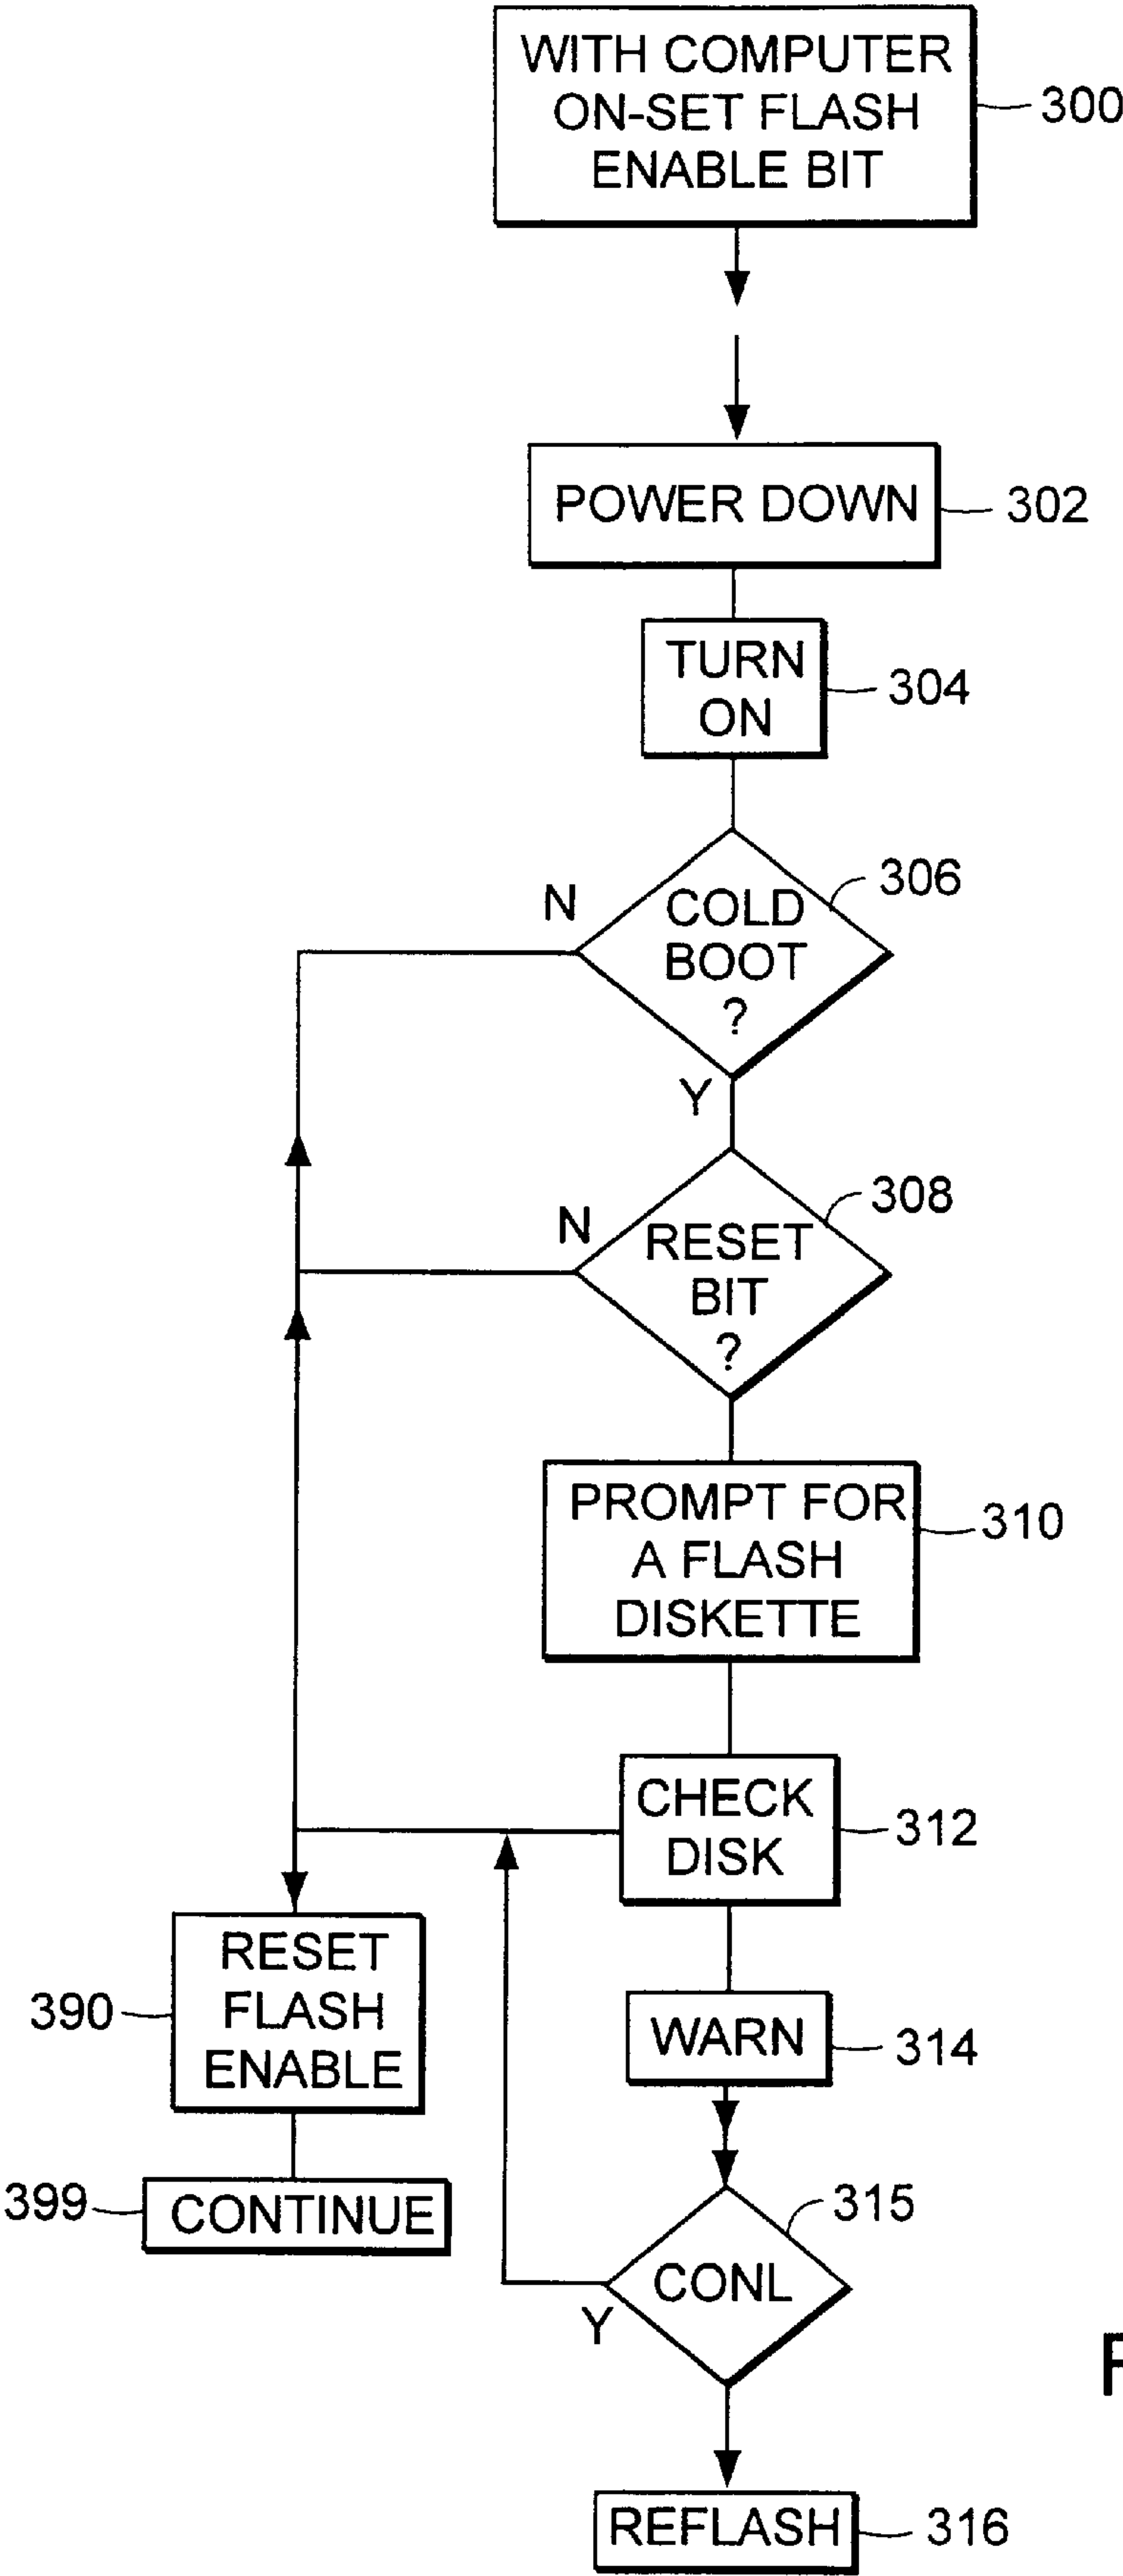 WITH COMPUTER
ON-SET FLASH
ENABLE BIT
300
POWER DOWN
302
TURN
ON
304
306
N
COLD
BOOT
?
Y
308
N
RESET
BIT
?
PROMPT FOR
A FLASH
DISKETTE
310
CHECK
DISK
312
RESET
FLASH
ENABLE
390
WARN
314
399
CONTINUE
315
CONL
Y
F
REFLASH
316